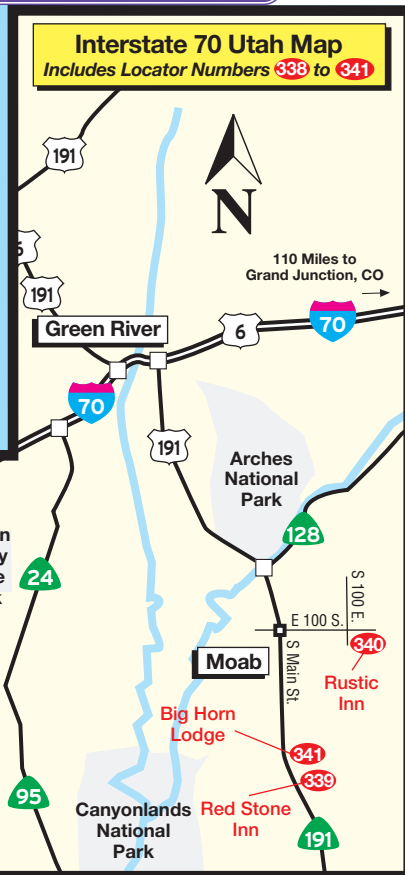 Interstate 70 Utah Map
Includes Locator Numbers 338 to 341
191
N
6
191
110 Miles to
Grand Junction, CO
Green River
6
70
70
191
Arches
National
Park
128
24
S 100 E.
E 100 S.
S Main St.
340
Moab
Rustic
Inn
Big Horn
Lodge
341
339
95
Canyonlands
National
Park
Red Stone
Inn
191